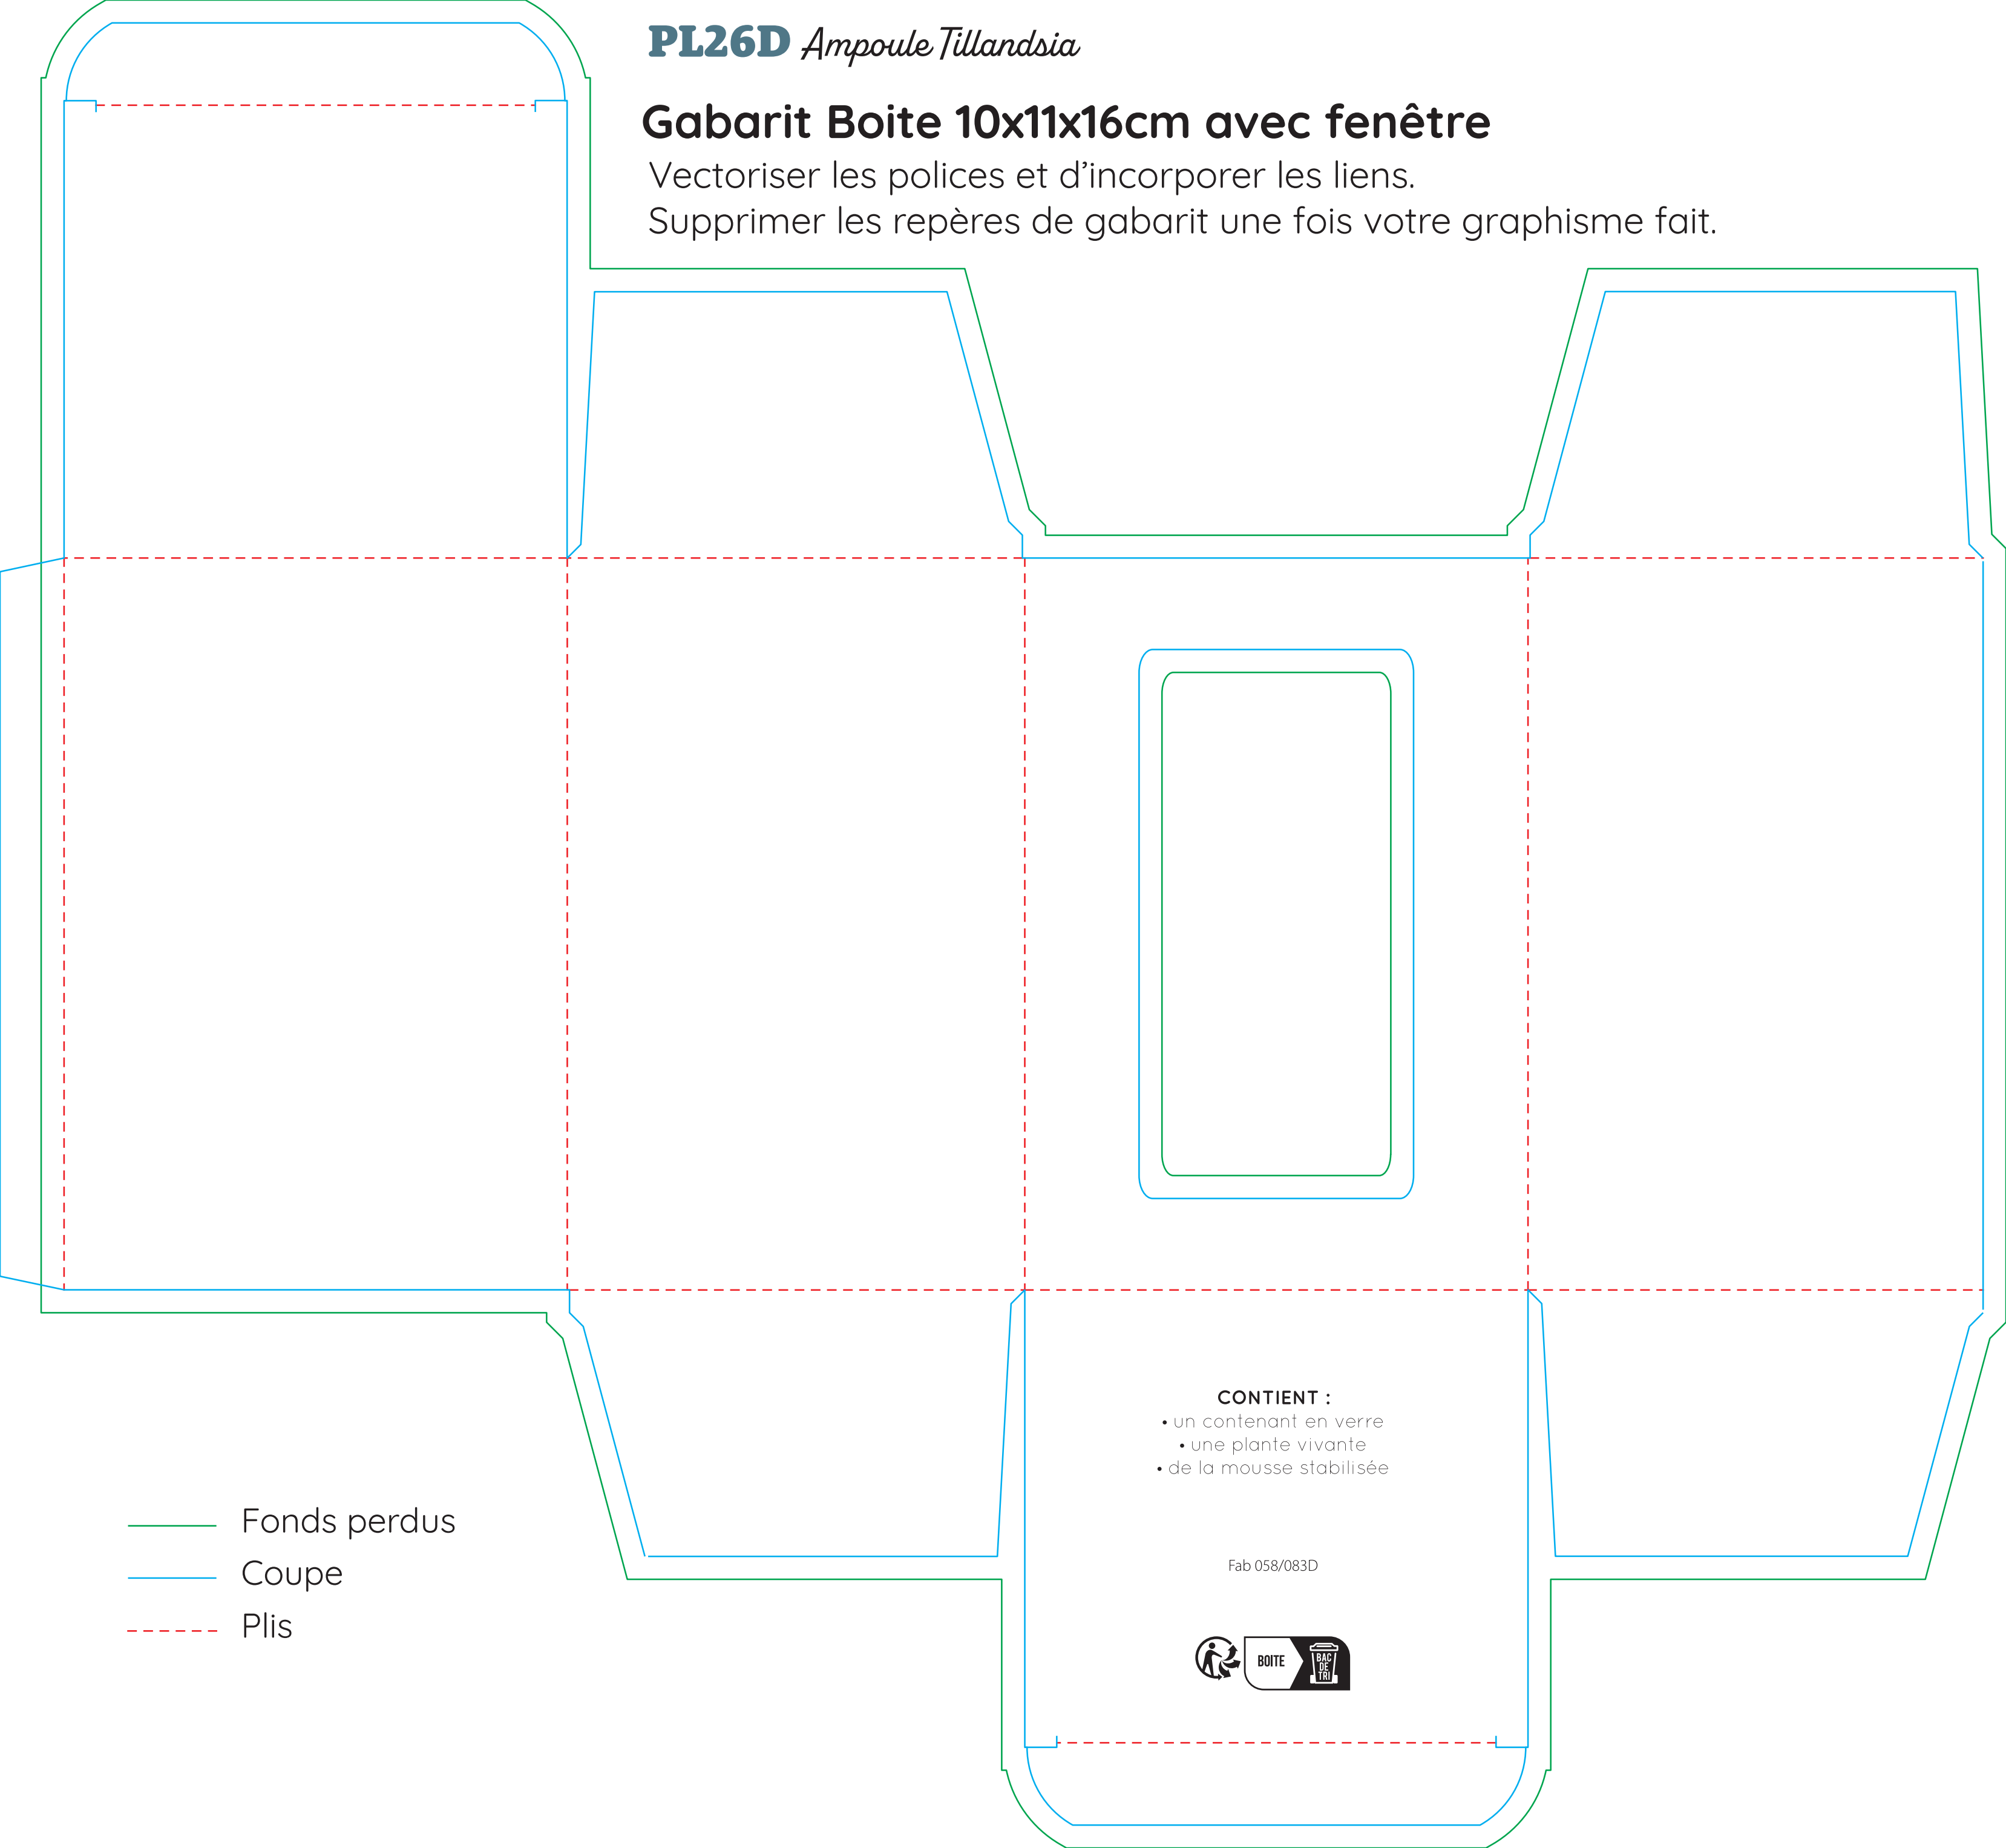 PL26D Ampoule Tillandsia
Gabarit Boite 10x11x16cm avec fenêtre
Vectoriser les polices et d'incorporer les liens.
Supprimer les repères de gabarit une fois votre graphisme fait.
CONTIENT :
• un contenant en verre
• une plante vivante
• de la mousse stabilisée
Fonds perdus
Coupe
Plis
Fab 058/083D
BOITE
BAC
DE
TRI